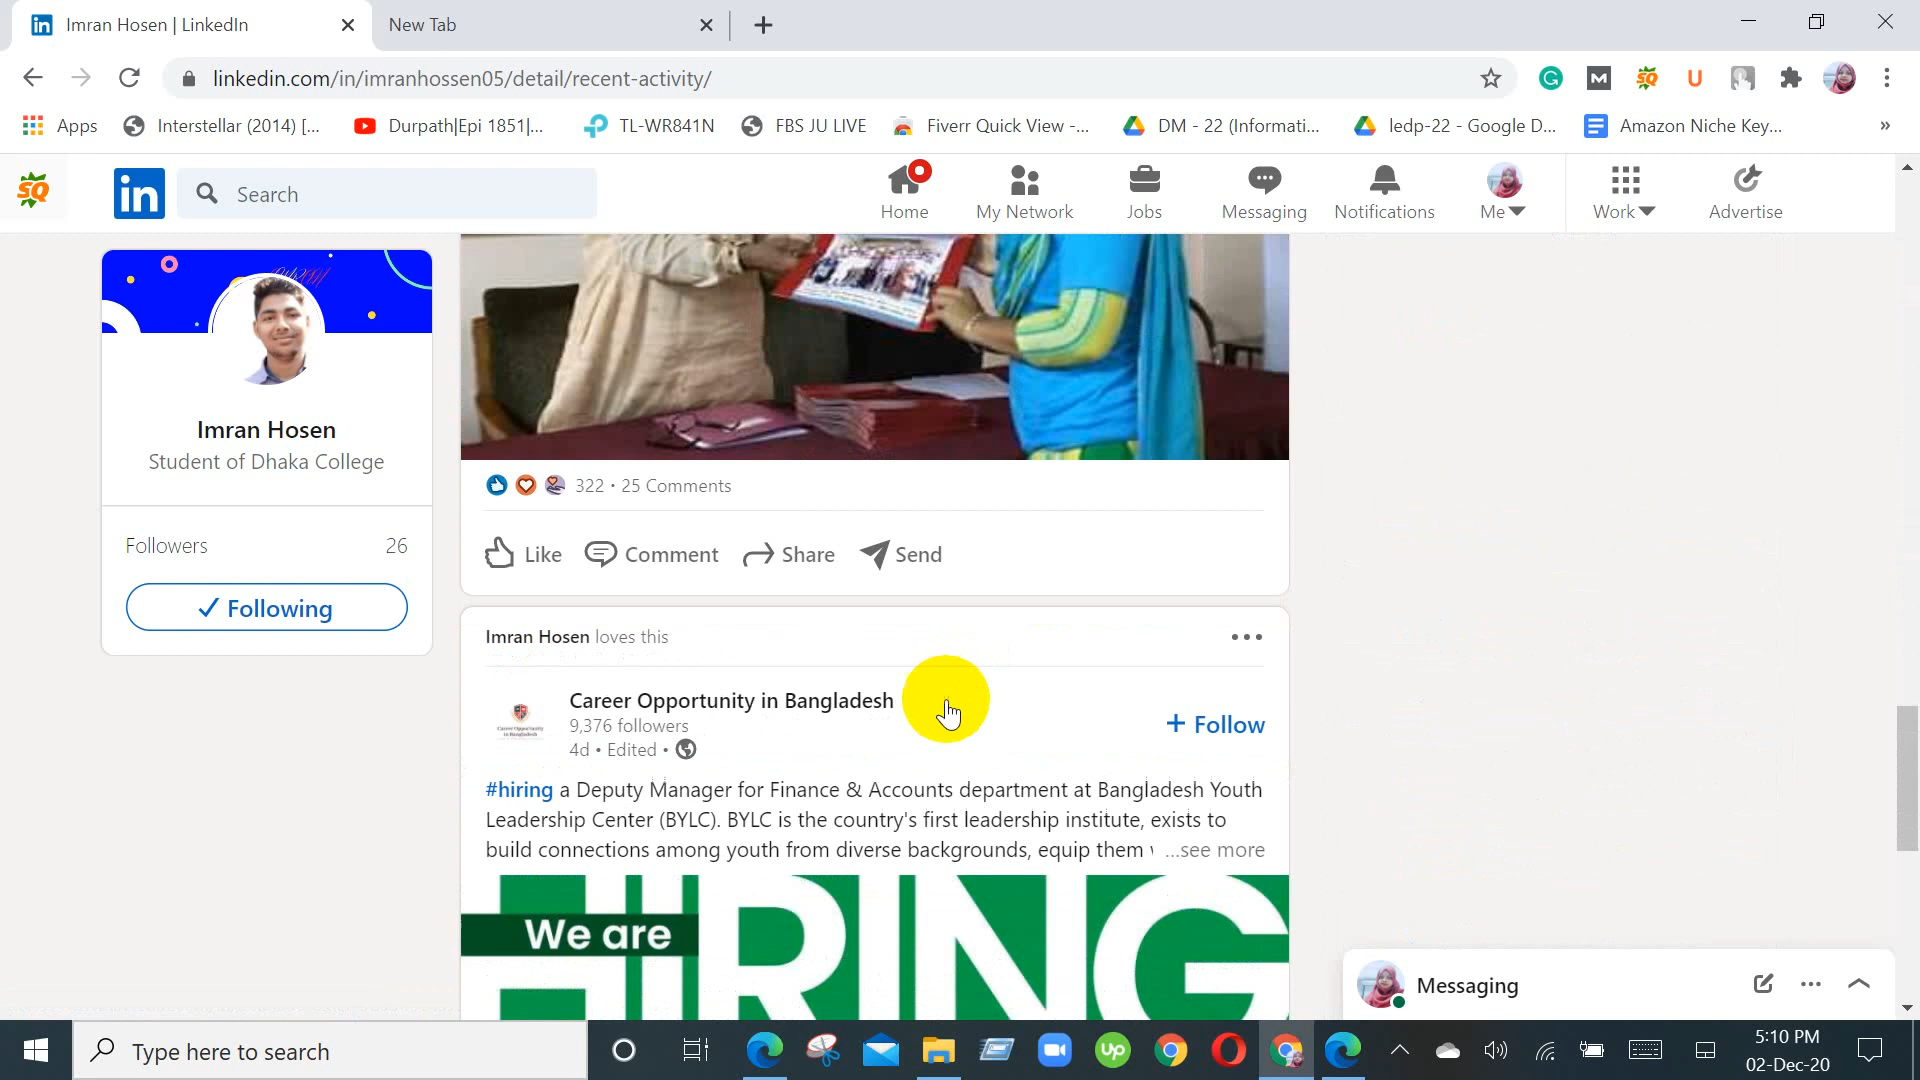 Imran Hosen | LinkedIn
New Tab
linkedin.com/in/imranhossen05/detail/recent-activity/
Apps
Interstellar (2014) [...
Durpath|Epi 1851|...
TL-WR841N
FBS JU LIVE
Fiverr Quick View -...
DM - 22 (Informati...
ledp-22 - Google D...
Amazon Niche Key...
»
SQ
in
Search
Home
My Network
Jobs
Messaging
Notifications
Me
Work
Advertise
Imran Hosen
Student of Dhaka College
Followers 26
✓ Following
322 • 25 Comments
Like
Comment
Share
Send
Imran Hosen loves this
Career Opportunity in Bangladesh
9,376 followers
4d • Edited •
+ Follow
#hiring a Deputy Manager for Finance & Accounts department at Bangladesh Youth
Leadership Center (BYLC). BYLC is the country's first leadership institute, exists to
build connections among youth from diverse backgrounds, equip them ...see more
We are
HIRING
Messaging
Type here to search
up
5:10 PM
02-Dec-20